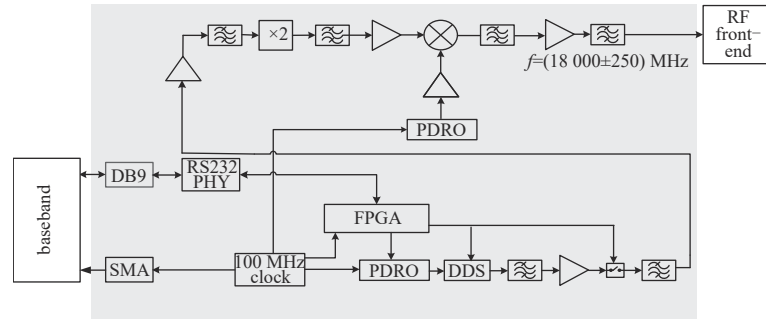 ×2
RF
front-
end
f=(18 000±250) MHz
PDRO
baseband
DB9
RS232
PHY
FPGA
SMA
100 MHz
clock
PDRO
DDS